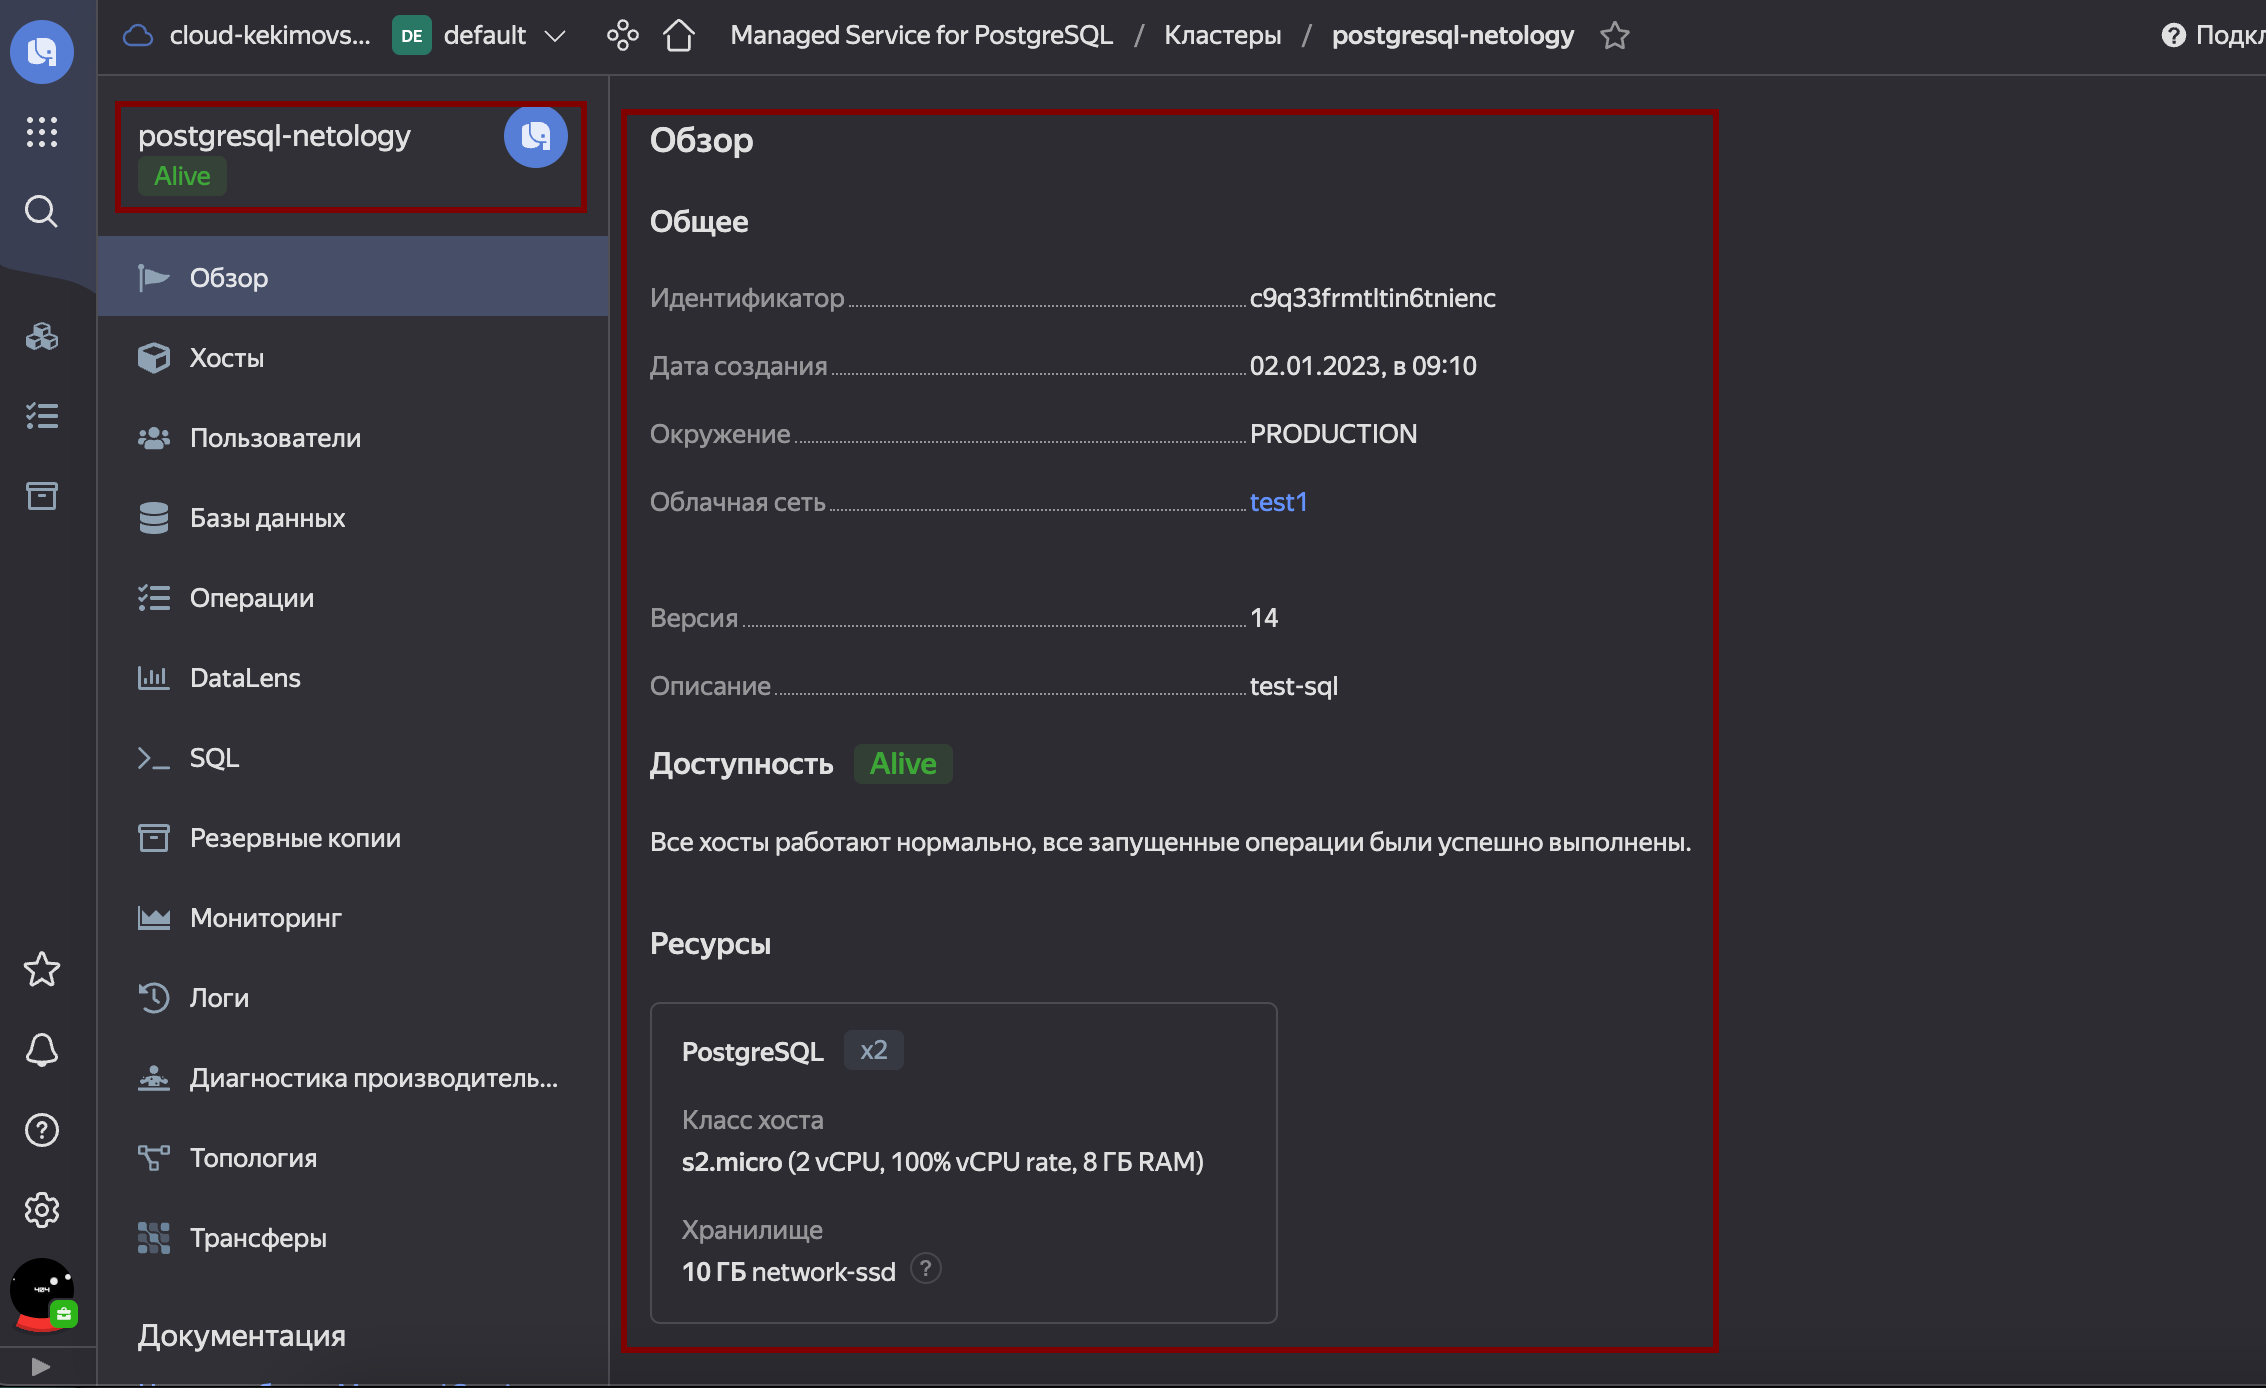 cloud-kekimovs...
DE
default
Managed Service for PostgreSQL / Кластеры / postgresql-netology
postgresql-netology
Alive
Обзор
Хосты
Пользователи
Базы данных
Операции
DataLens
SQL
Резервные копии
Мониторинг
Логи
Диагностика производитель...
Топология
Трансферы
Документация
Обзор
Общее
Идентификатор c9q33frmtltin6tnienc
Дата создания 02.01.2023, в 09:10
Окружение PRODUCTION
Облачная сеть test1
Версия 14
Описание test-sql
Доступность Alive
Все хосты работают нормально, все запущенные операции были успешно выполнены.
Ресурсы
PostgreSQL x2
Класс хоста
s2.micro (2 vCPU, 100% vCPU rate, 8 ГБ RAM)
Хранилище
10 ГБ network-ssd ?